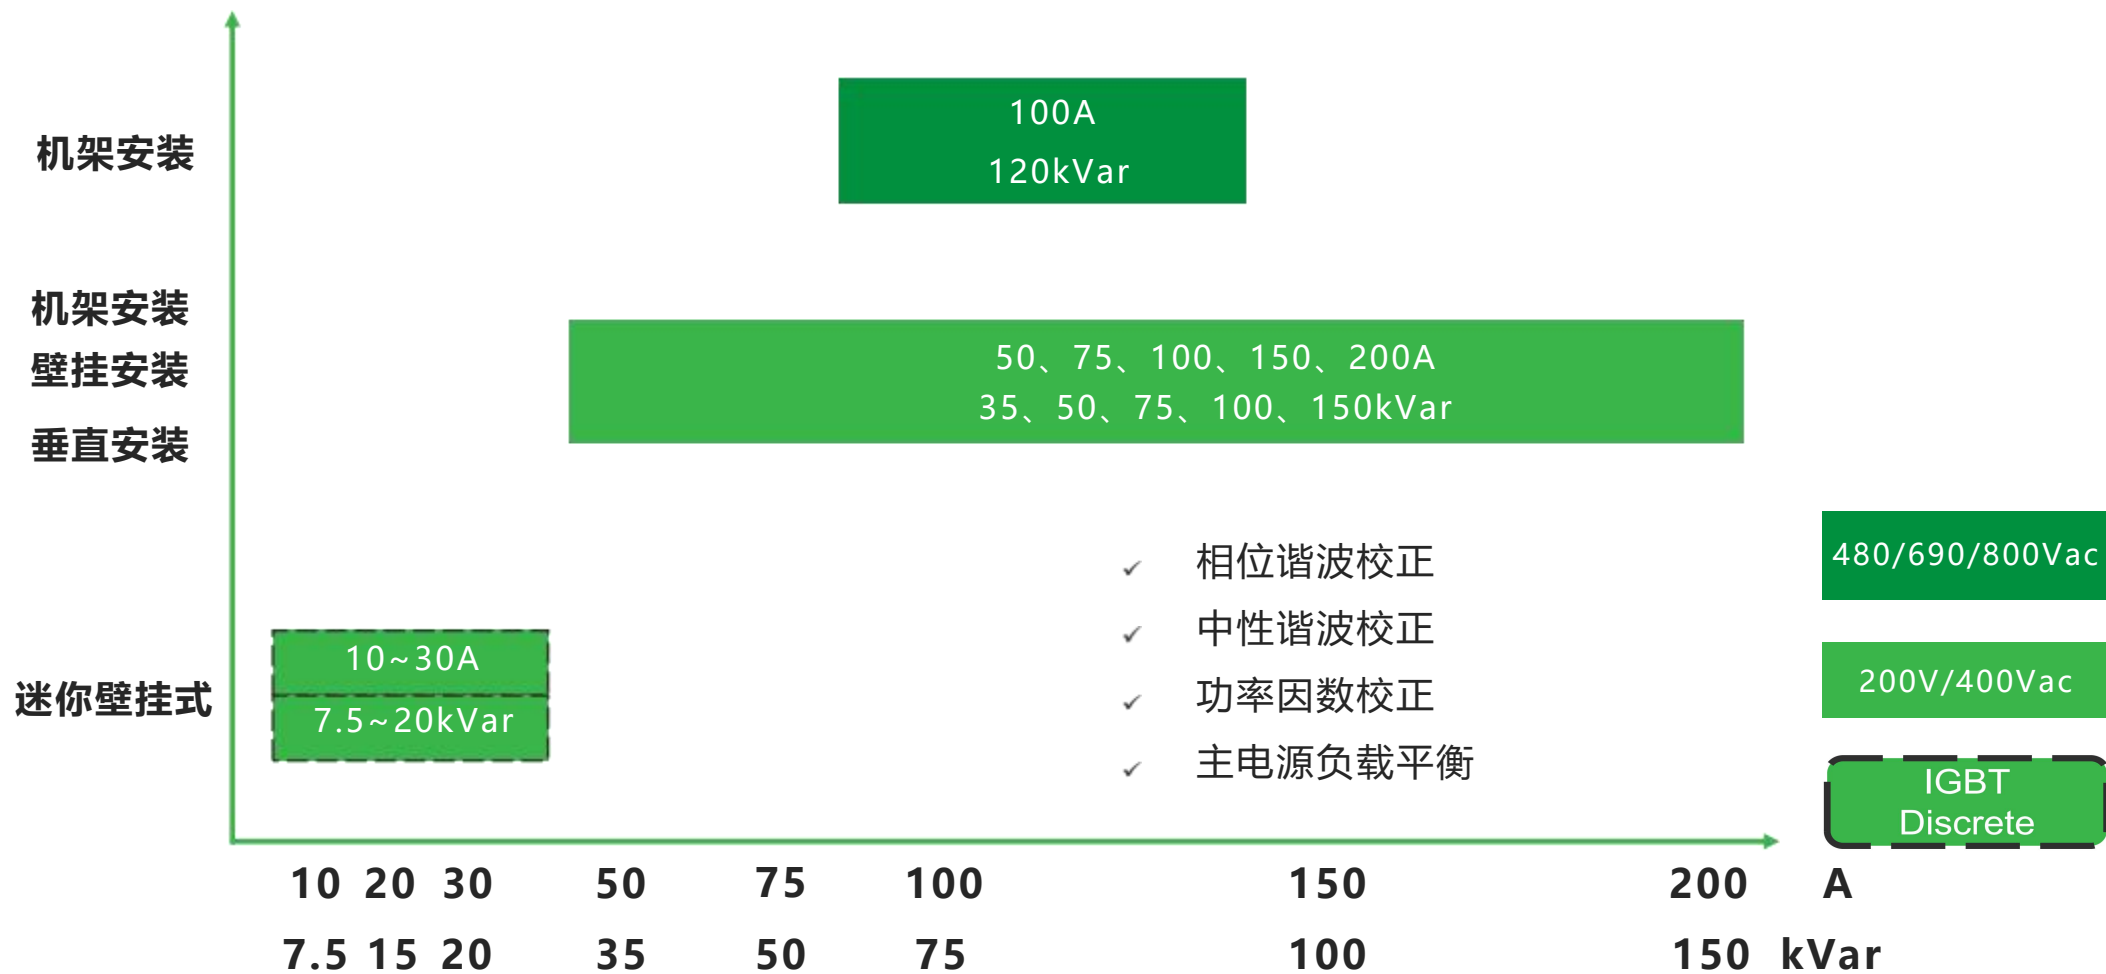 机架安装
100A
120kVar
机架安装
壁挂安装
垂直安装
50、75、100、150、200A
35、50、75、100、150kVar
迷你壁挂式
10~30A
7.5~20kVar
相位谐波校正
中性谐波校正
功率因数校正
主电源负载平衡
480/690/800Vac
200V/400Vac
IGBT
Discrete
10 20 30 50 75 100 150 200 A
7.5 15 20 35 50 75 100 150 kVar